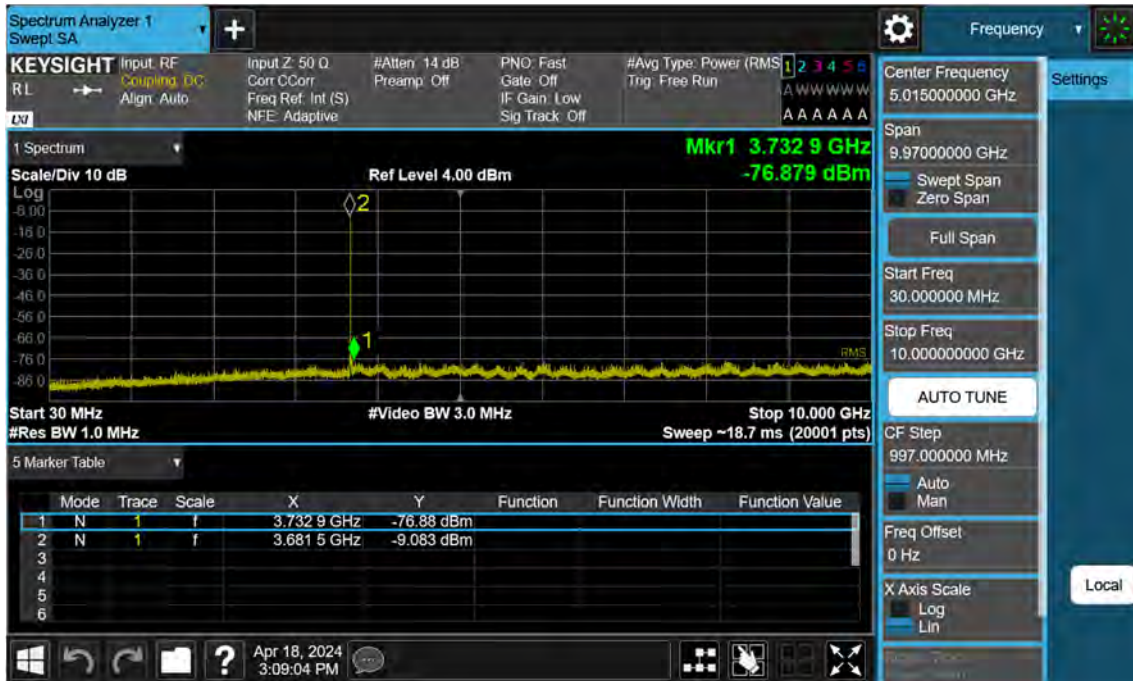 Spectrum Analyzer 1
Swept SA
Frequency
KEYSIGHT
RL
LXI
Input: RF
Coupling: DC
Align: Auto
Input Z: 50 Ω
Corr CCorr
Freq Ref: Int (S)
NFE: Adaptive
#Atten: 14 dB
Preamp: Off
PNO: Fast
Gate: Off
IF Gain: Low
Sig Track: Off
#Avg Type: Power (RMS
Trig: Free Run
1 2 3 4 5 6
A W W W W W
A A A A A A
1 Spectrum
Mkr1 3.732 9 GHz
Scale/Div 10 dB
Ref Level 4.00 dBm
-76.879 dBm
Log
-6.00
-16.0
-26.0
-36.0
-46.0
-56.0
-66.0
-76.0
-86.0
2
1
RMS
Start 30 MHz
#Video BW 3.0 MHz
Stop 10.000 GHz
#Res BW 1.0 MHz
Sweep ~18.7 ms (20001 pts)
5 Marker Table
Mode Trace Scale X Y Function Function Width Function Value
1 N 1 f 3.732 9 GHz -76.88 dBm
2 N 1 f 3.681 5 GHz -9.083 dBm
3
4
5
6
?
Apr 18, 2024
3:09:04 PM
Center Frequency
5.015000000 GHz
Span
9.97000000 GHz
Swept Span
Zero Span
Full Span
Start Freq
30.000000 MHz
Stop Freq
10.000000000 GHz
AUTO TUNE
CF Step
997.000000 MHz
Auto
Man
Freq Offset
0 Hz
X Axis Scale
Log
Lin
Settings
Local